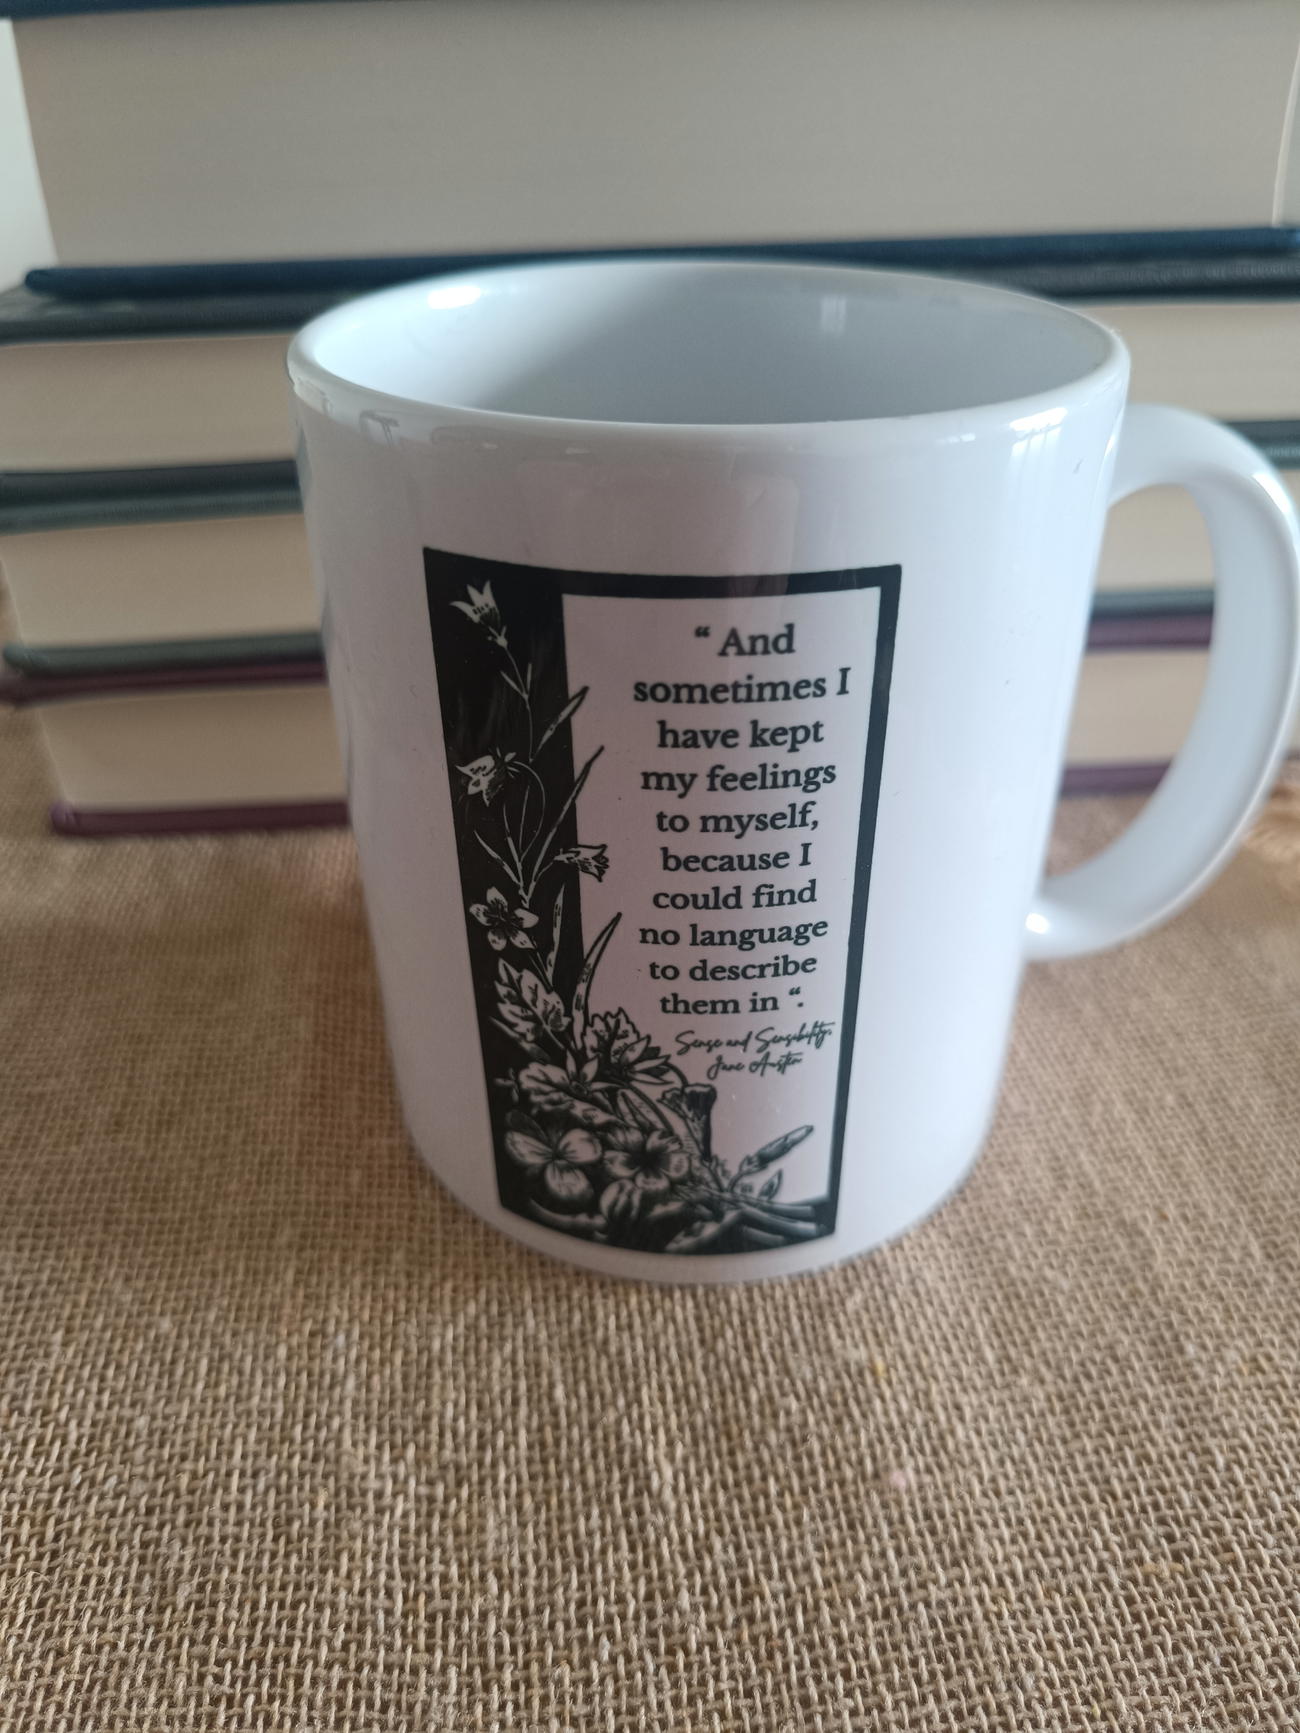 “ And
sometimes I
have kept
my feelings
to myself,
because I
could find
no language
to describe
them in “.
Sense and Sensibility,
Jane Austen